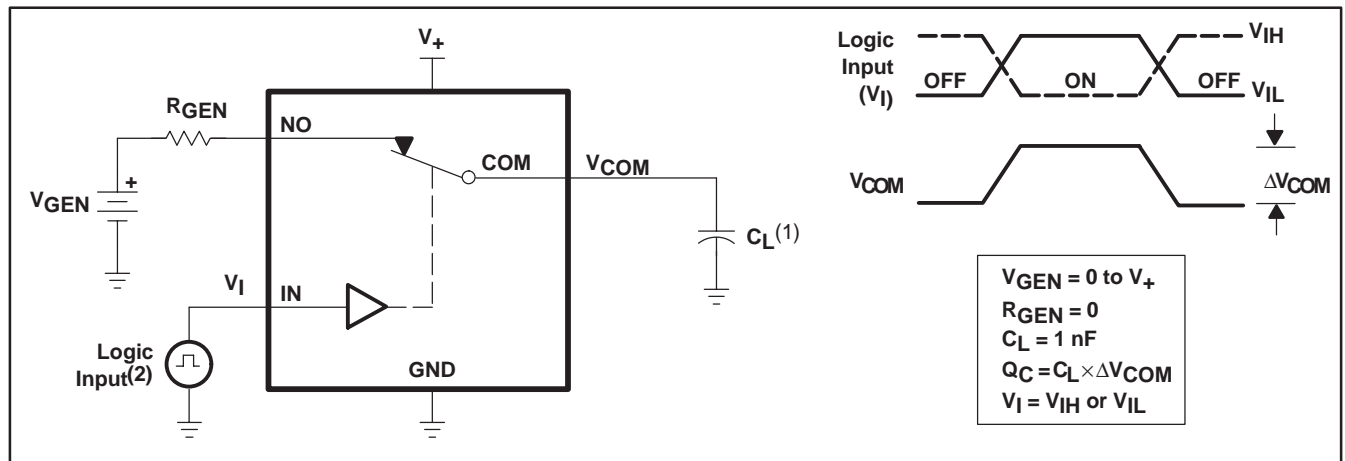 V+
RGEN
NO
COM
VCOM
+
VGEN
CL(1)
VI
IN
Logic
Input(2)
GND
Logic
Input
(VI)
VIH
OFF
ON
OFF
VIL
VCOM
ΔVCOM
VGEN = 0 to V+
RGEN = 0
CL = 1 nF
QC = CL × ΔVCOM
VI = VIH or VIL